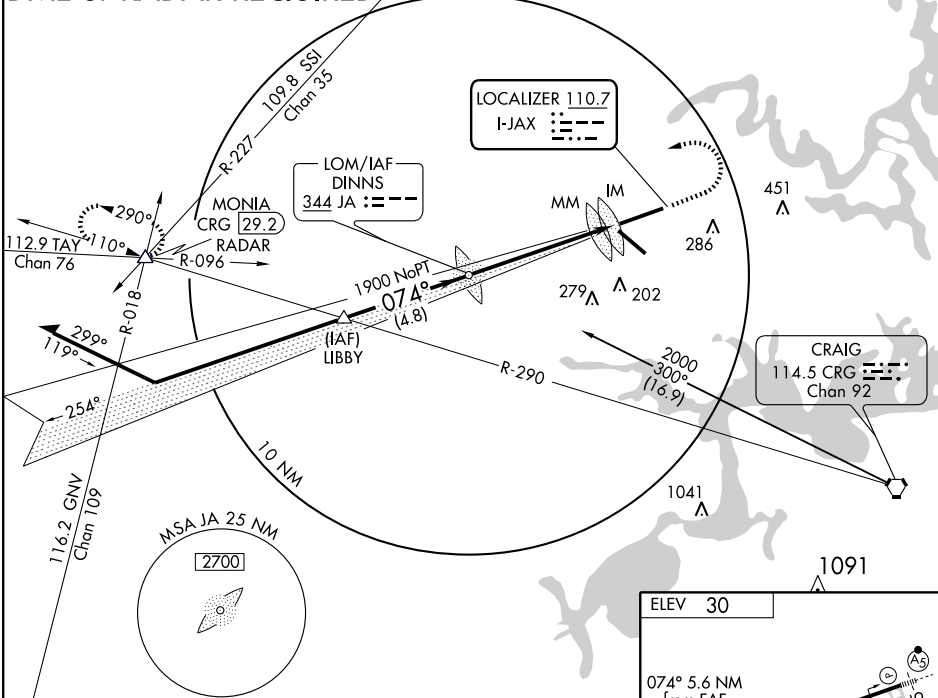 109.8 SSI
Chan 35
R-227
LOCALIZER 110.7
I-JAX
LOM/IAF
DINNS
344 JA
MM
IM
451
286
MONIA
CRG 29.2
RADAR
290°
110°
112.9 TAY
Chan 76
R-096
R-018
1900 NoPT
074°
(4.8)
279
202
(IAF)
LIBBY
299°
119°
R-290
2000
300°
(16.9)
CRAIG
114.5 CRG
Chan 92
254°
10 NM
1041
116.2 GNV
Chan 109
MSA JA 25 NM
2700
1091
ELEV 30
074° 5.6 NM
from FAF
P
A5